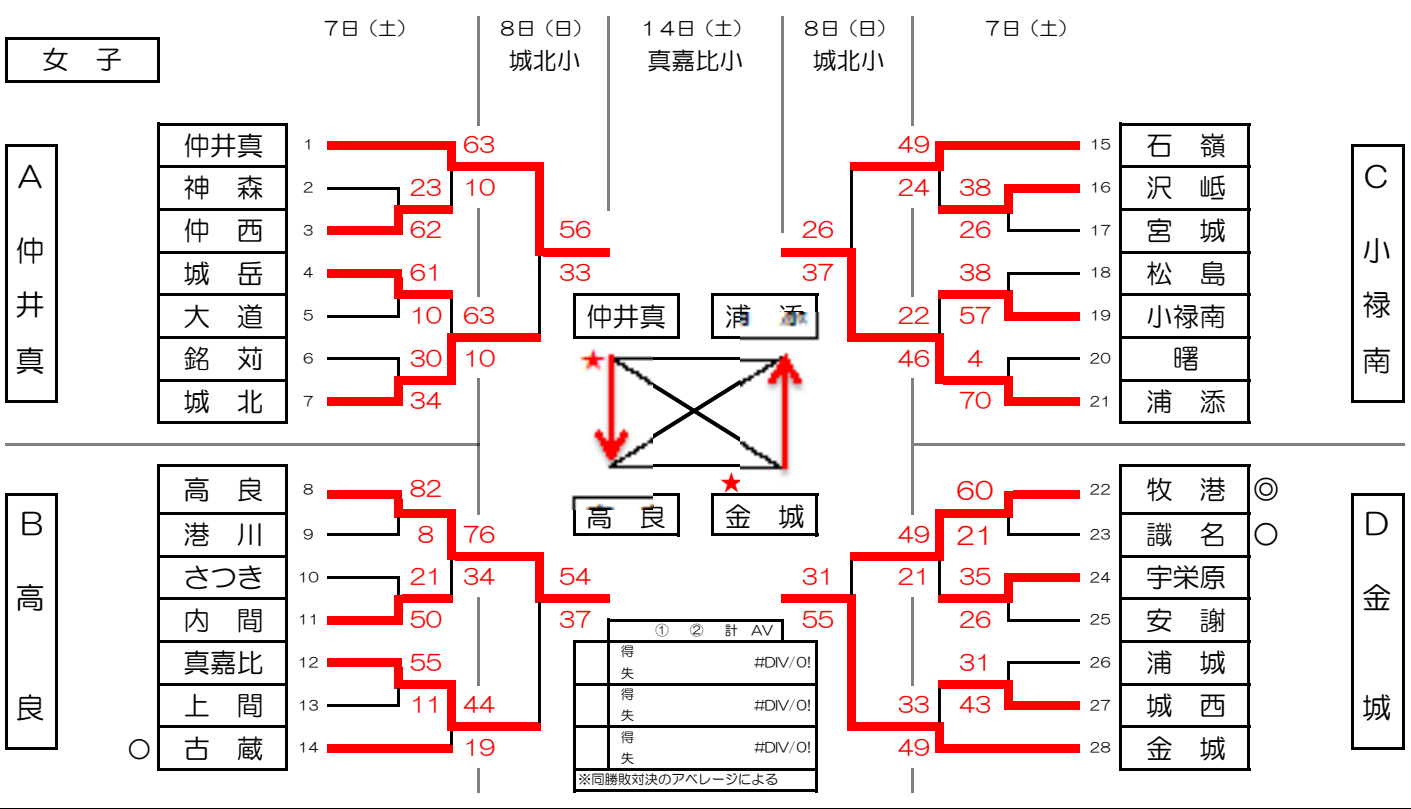 7日（土）
8日（日）
14日（土）
8日（日）
7日（土）
女　子
城北小
真嘉比小
城北小
A 仲井真
仲井真 1
神　森 2
仲　西 3
城　岳 4
大　道 5
銘　苅 6
城　北 7
63
23 10
62
61
10 63
30 10
34
56
33
B 高良
高　良 8
港　川 9
さつき 10
内　間 11
真嘉比 12
上　間 13
○ 古　蔵 14
82
8 76
21 34
50
55
11 44
19
54
37
仲井真
浦　添
★
★
高　良
金　城
① ② 計 AV
得 #DIV/0!
失
得 #DIV/0!
失
得 #DIV/0!
失
※同勝敗対決のアベレージによる
26
37
49
24 38
26
38
22 57
46 4
70
15 石　嶺
16 沢　岻
17 宮　城
18 松　島
19 小禄南
20 曙
21 浦　添
C 小禄南
31
55
60
49 21
21 35
26
31
33 43
49
22 牧　港 ◎
23 識　名 ○
24 宇栄原
25 安　謝
26 浦　城
27 城　西
28 金　城
D 金城